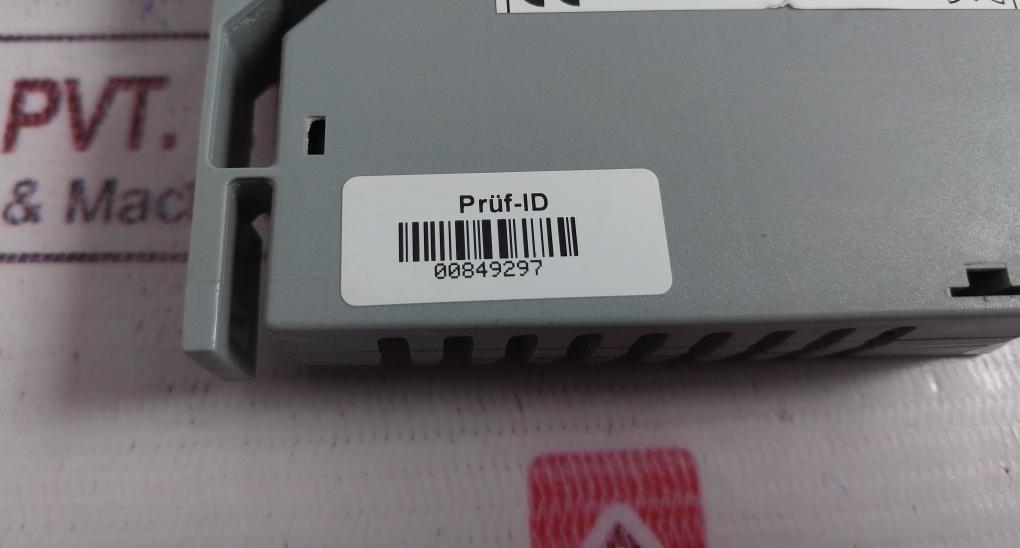 PVT.
& Mac
Prüf-ID
00849297